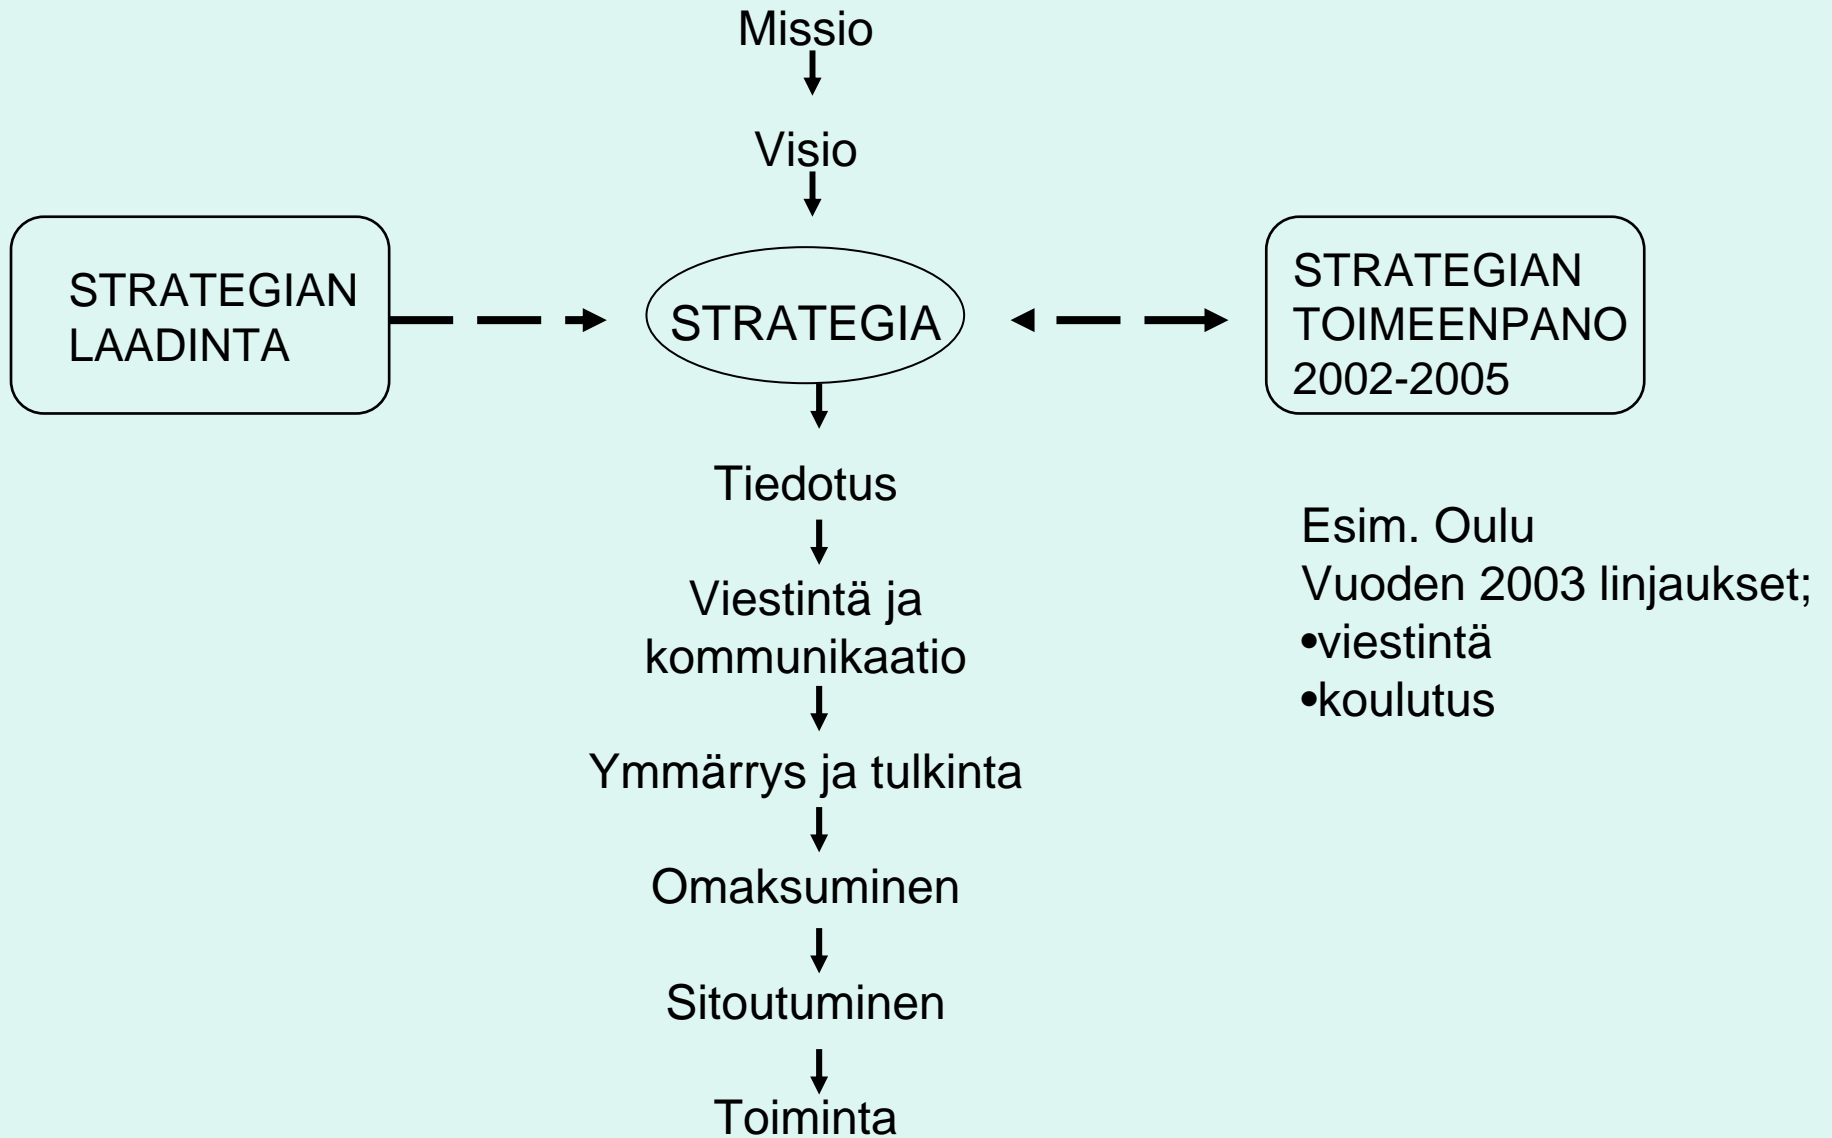 Missio
Visio
STRATEGIAN
LAADINTA
STRATEGIA
STRATEGIAN
TOIMEENPANO
2002-2005
Tiedotus
Viestintä ja
kommunikaatio
Ymmärrys ja tulkinta
Omaksuminen
Sitoutuminen
Toiminta
Esim. Oulu
Vuoden 2003 linjaukset;
•viestintä
•koulutus